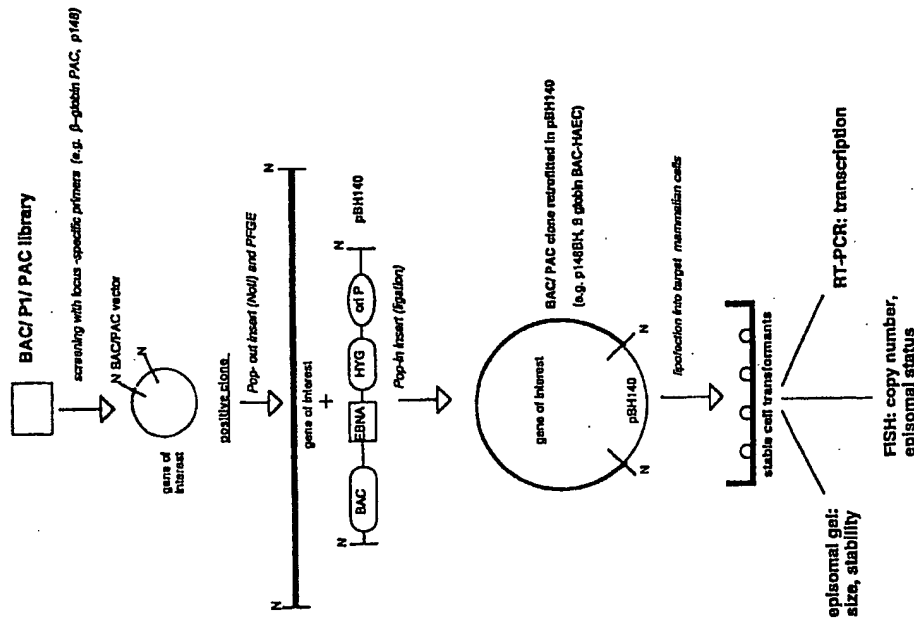 BAC/ P1/ PAC library
screening with locus -specific primers (e.g. β-globin PAC, p148)
N BAC/PAC vector
N
gene of
interest
positive clone
Pop- out insert (NotI) and PFGE
N
N
gene of interest
+
pBH140
N
BAC
EBNA
HYG
ori P
N
Pop-in insert (ligation)
gene of interest
BAC/ PAC clone retrofitted in pBH140
(e.g. p148BH, β globin BAC-HAEC)
N
N
pBH140
lipofection into target mammalian cells
stable cell transformants
episomal gel:
size, stability
FISH: copy number,
episomal status
RT-PCR: transcription